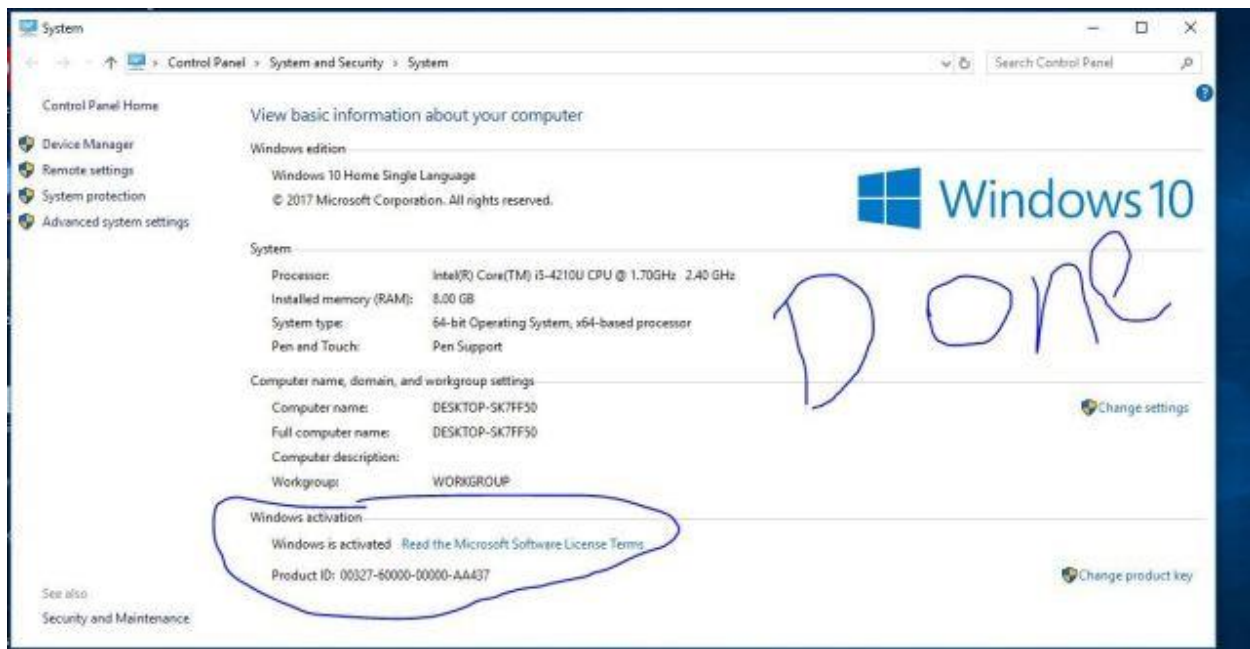 System
Control Panel > System and Security > System
Search Control Panel
Control Panel Home
Device Manager
Remote settings
System protection
Advanced system settings
View basic information about your computer
Windows edition
Windows 10 Home Single Language
© 2017 Microsoft Corporation. All rights reserved.
Windows 10
System
Processor: Intel(R) Core(TM) i5-4210U CPU @ 1.70GHz 2.40 GHz
Installed memory (RAM): 8.00 GB
System type: 64-bit Operating System, x64-based processor
Pen and Touch: Pen Support
Done
Computer name, domain, and workgroup settings
Computer name: DESKTOP-SK7FF50
Change settings
Full computer name: DESKTOP-SK7FF50
Computer description:
Workgroup: WORKGROUP
Windows activation
Windows is activated Read the Microsoft Software License Terms
Product ID: 00327-60000-00000-AA437
Change product key
See also
Security and Maintenance